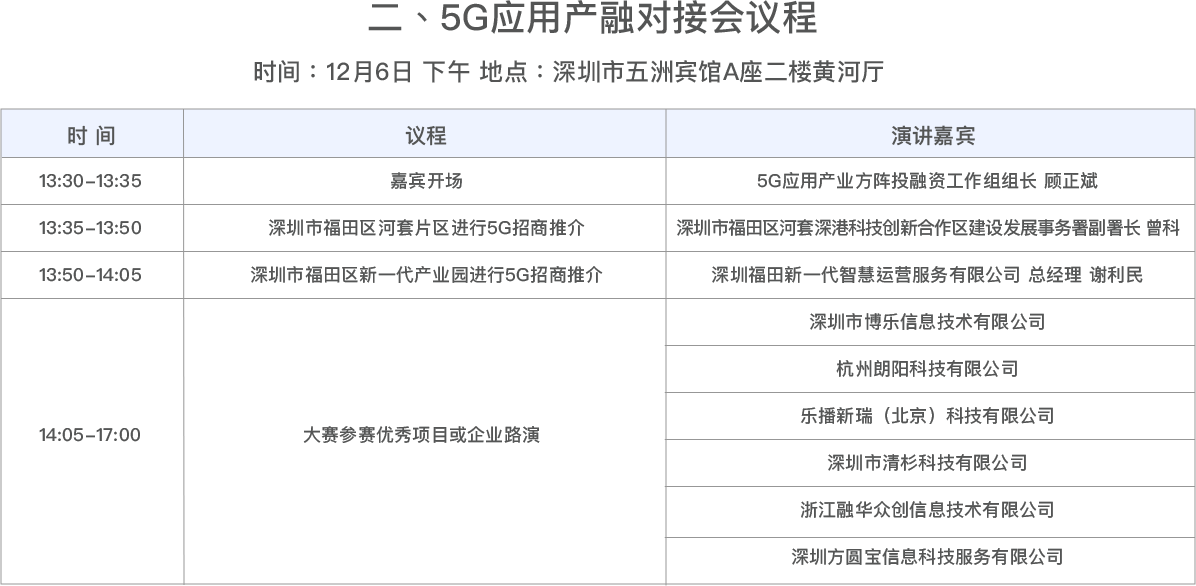 二、5G应用产融对接会议程
时间：12月6日 下午 地点：深圳市五洲宾馆A座二楼黄河厅
时 间 议程 演讲嘉宾
13:30-13:35 嘉宾开场 5G应用产业方阵投融资工作组组长 顾正斌
13:35-13:50 深圳市福田区河套片区进行5G招商推介 深圳市福田区河套深港科技创新合作区建设发展事务署副署长 曾科
13:50-14:05 深圳市福田区新一代产业园进行5G招商推介 深圳福田新一代智慧运营服务有限公司 总经理 谢利民
14:05-17:00 大赛参赛优秀项目或企业路演 深圳市博乐信息技术有限公司
杭州朗阳科技有限公司
乐播新瑞（北京）科技有限公司
深圳市清杉科技有限公司
浙江融华众创信息技术有限公司
深圳方圆宝信息科技服务有限公司